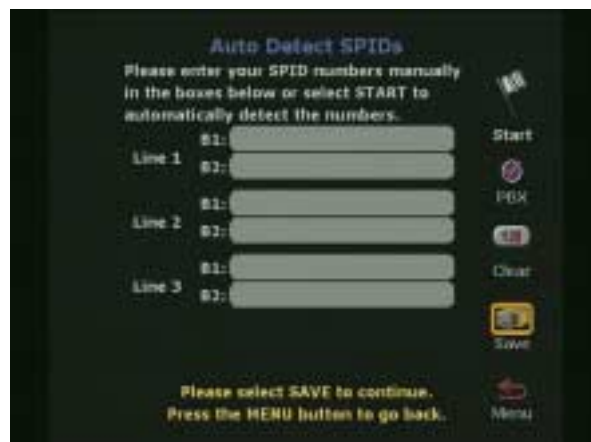 Auto Detect SPIDs
Please enter your SPID numbers manually
in the boxes below or select START to
automatically detect the numbers.
Start
Line 1
B1:
B2:
PBX
Line 2
B1:
B2:
Clear
Line 3
B1:
B2:
Save
Please select SAVE to continue.
Press the MENU button to go back.
Menu